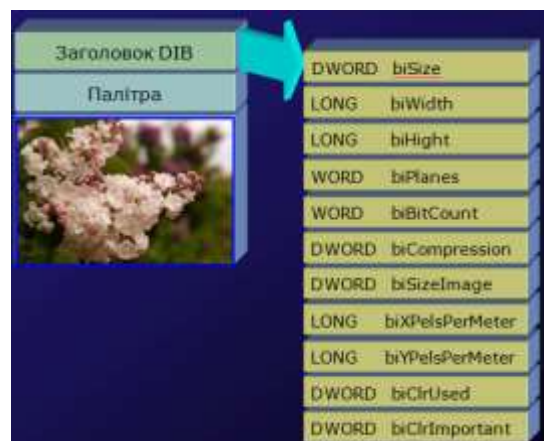 Заголовок DIB
Палітра
DWORD biSize
LONG biWidth
LONG biHight
WORD biPlanes
WORD biBitCount
DWORD biCompression
DWORD biSizeImage
LONG biXPelsPerMeter
LONG biYPelsPerMeter
DWORD biClrUsed
DWORD biClrImportant